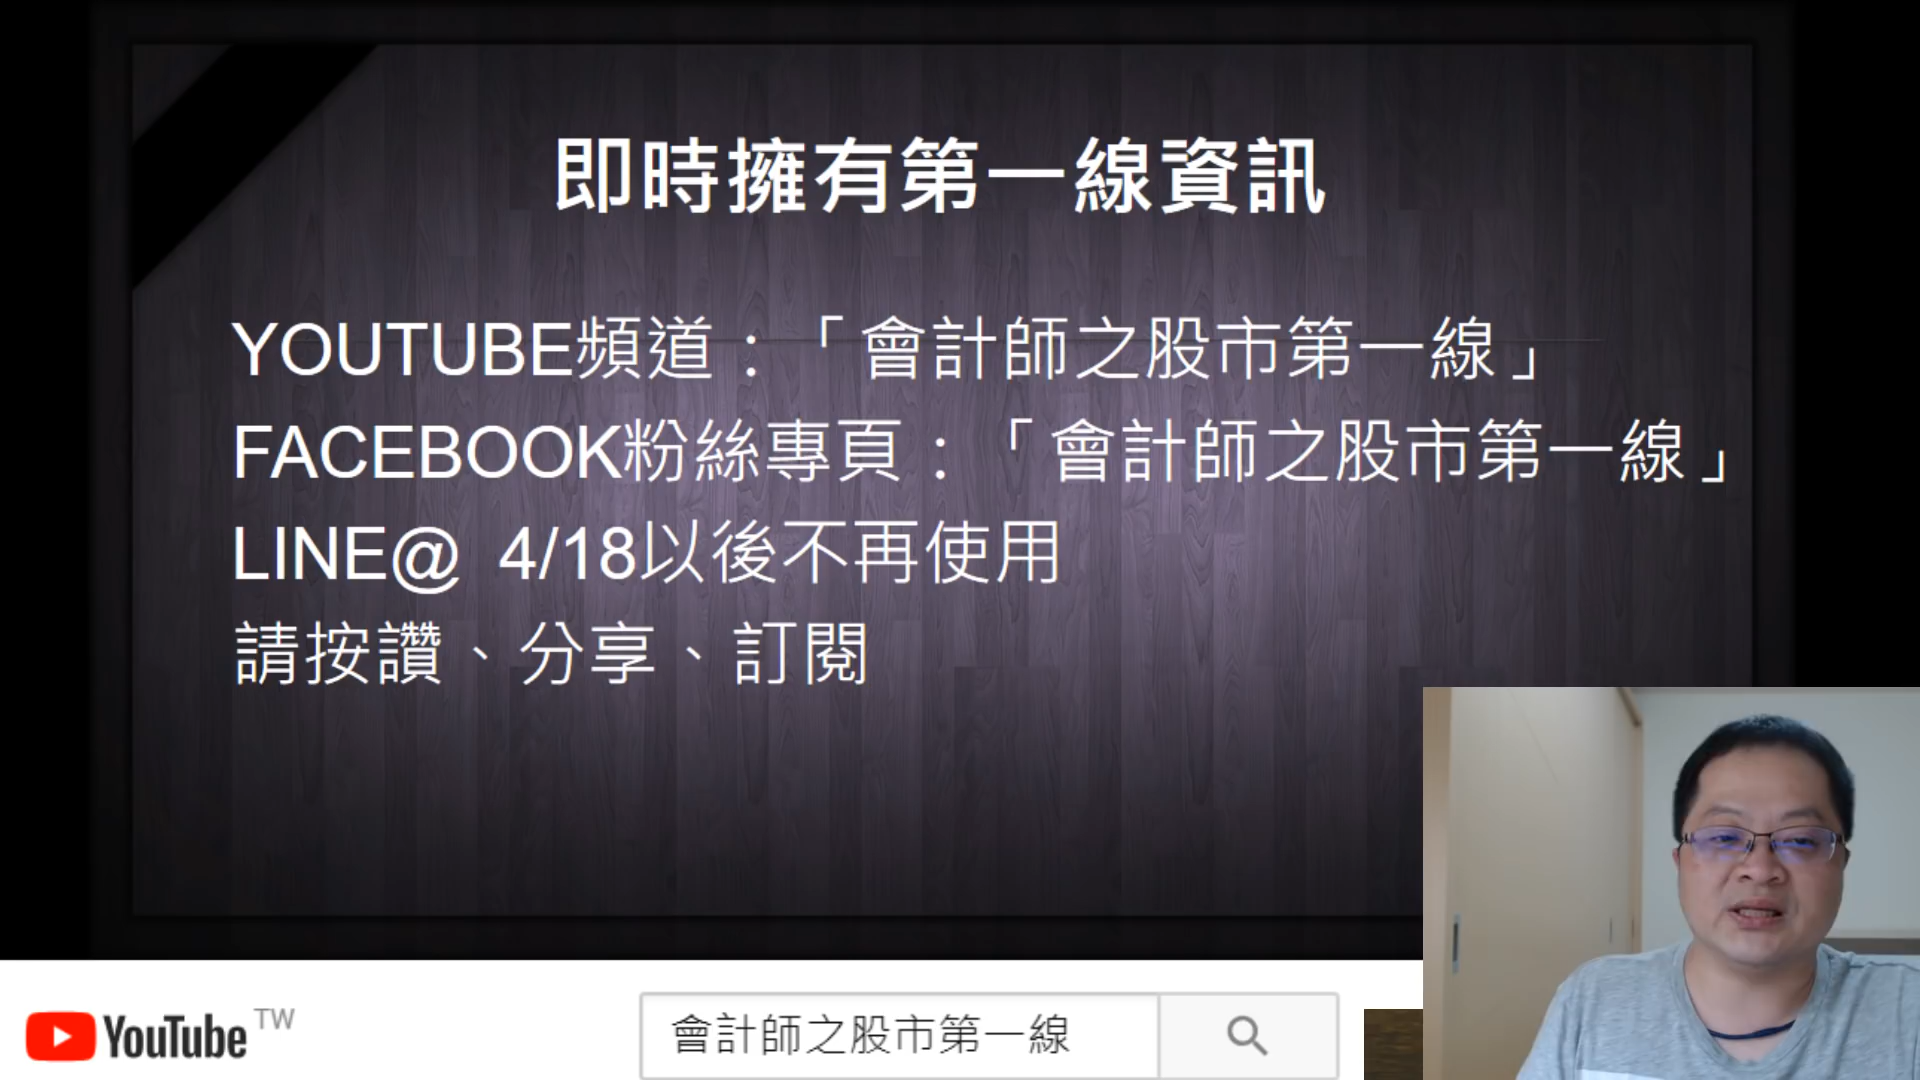 即時擁有第一線資訊
YOUTUBE頻道：「會計師之股市第一線」
FACEBOOK粉絲專頁：「會計師之股市第一線」
LINE@ 4/18以後不再使用
請按讚、分享、訂閱
YouTube TW
會計師之股市第一線